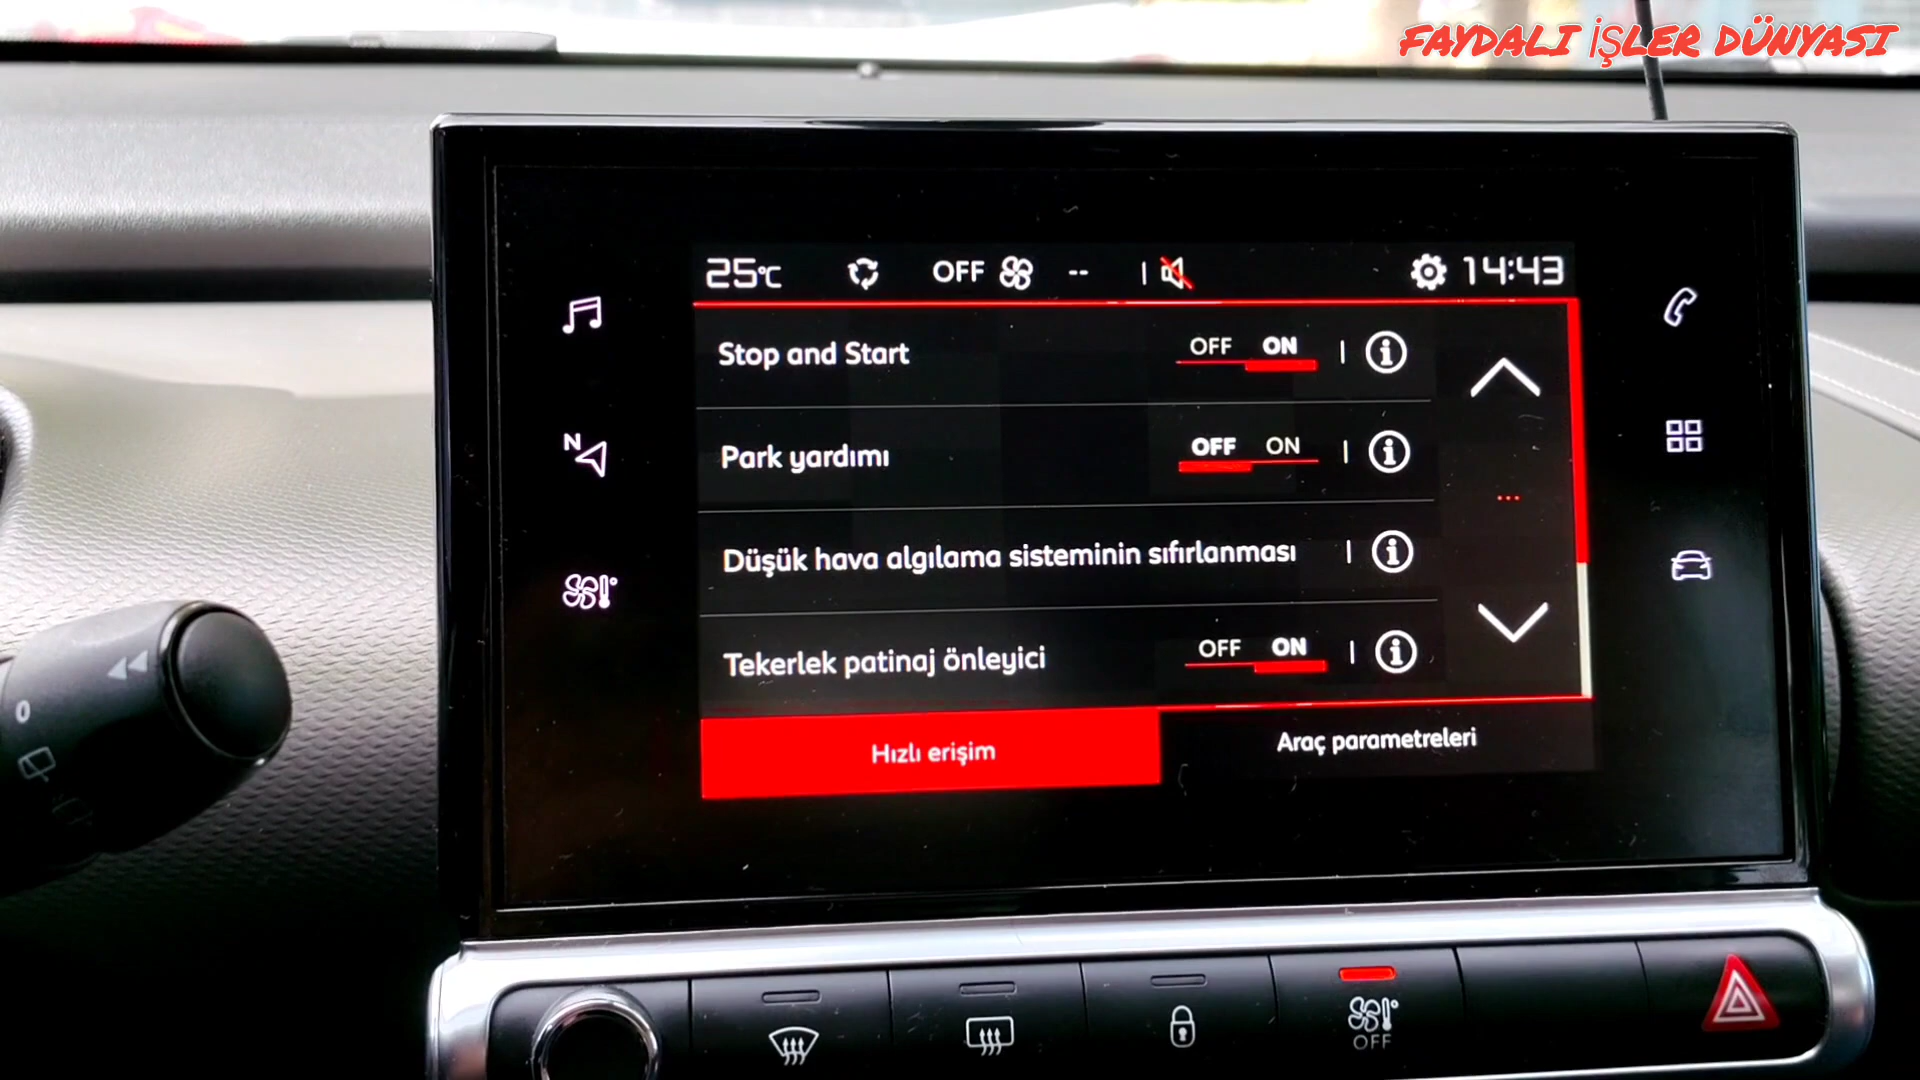 FAYDALI İŞLER DÜNYASI
25°C OFF -- 14:43
Stop and Start OFF ON
N
Park yardımı OFF ON
Düşük hava algılama sisteminin sıfırlanması
Tekerlek patinaj önleyici OFF ON
0
Hızlı erişim Araç parametreleri
OFF